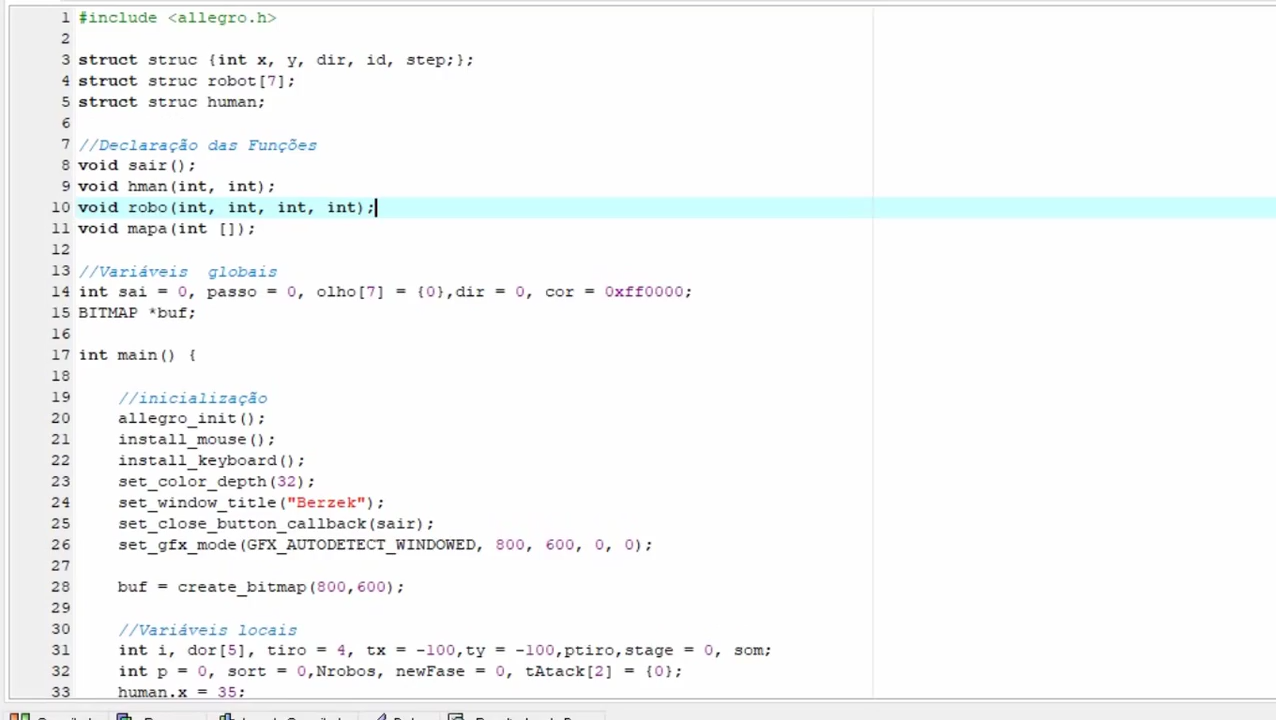 1 #include <allegro.h>
2
3 struct struc {int x, y, dir, id, step;};
4 struct struc robot[7];
5 struct struc human;
6
7 //Declaração das Funções
8 void sair();
9 void hman(int, int);
10 void robo(int, int, int, int);
11 void mapa(int []);
12
13 //Variáveis  globais
14 int sai = 0, passo = 0, olho[7] = {0},dir = 0, cor = 0xff0000;
15 BITMAP *buf;
16
17 int main() {
18
19 //inicialização
20 allegro_init();
21 install_mouse();
22 install_keyboard();
23 set_color_depth(32);
24 set_window_title("Berzek");
25 set_close_button_callback(sair);
26 set_gfx_mode(GFX_AUTODETECT_WINDOWED, 800, 600, 0, 0);
27
28 buf = create_bitmap(800,600);
29
30 //Variáveis locais
31 int i, dor[5], tiro = 4, tx = -100,ty = -100,ptiro,stage = 0, som;
32 int p = 0, sort = 0,Nrobos, newFase = 0, tAtack[2] = {0};
33 human.x = 35;